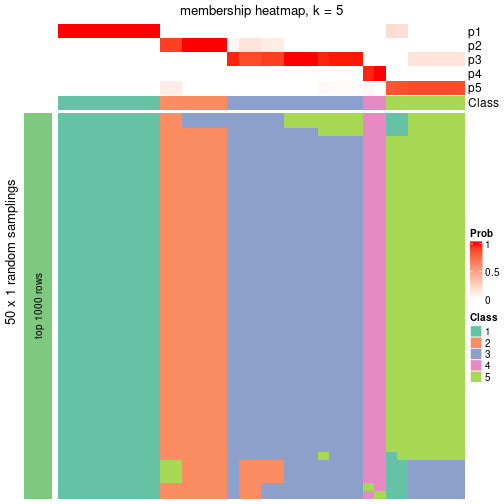 membership heatmap, k = 5
p1
p2
p3
p4
p5
Class
50 x 1 random samplings
top 1000 rows
Prob
1
0.5
0
Class
1
2
3
4
5